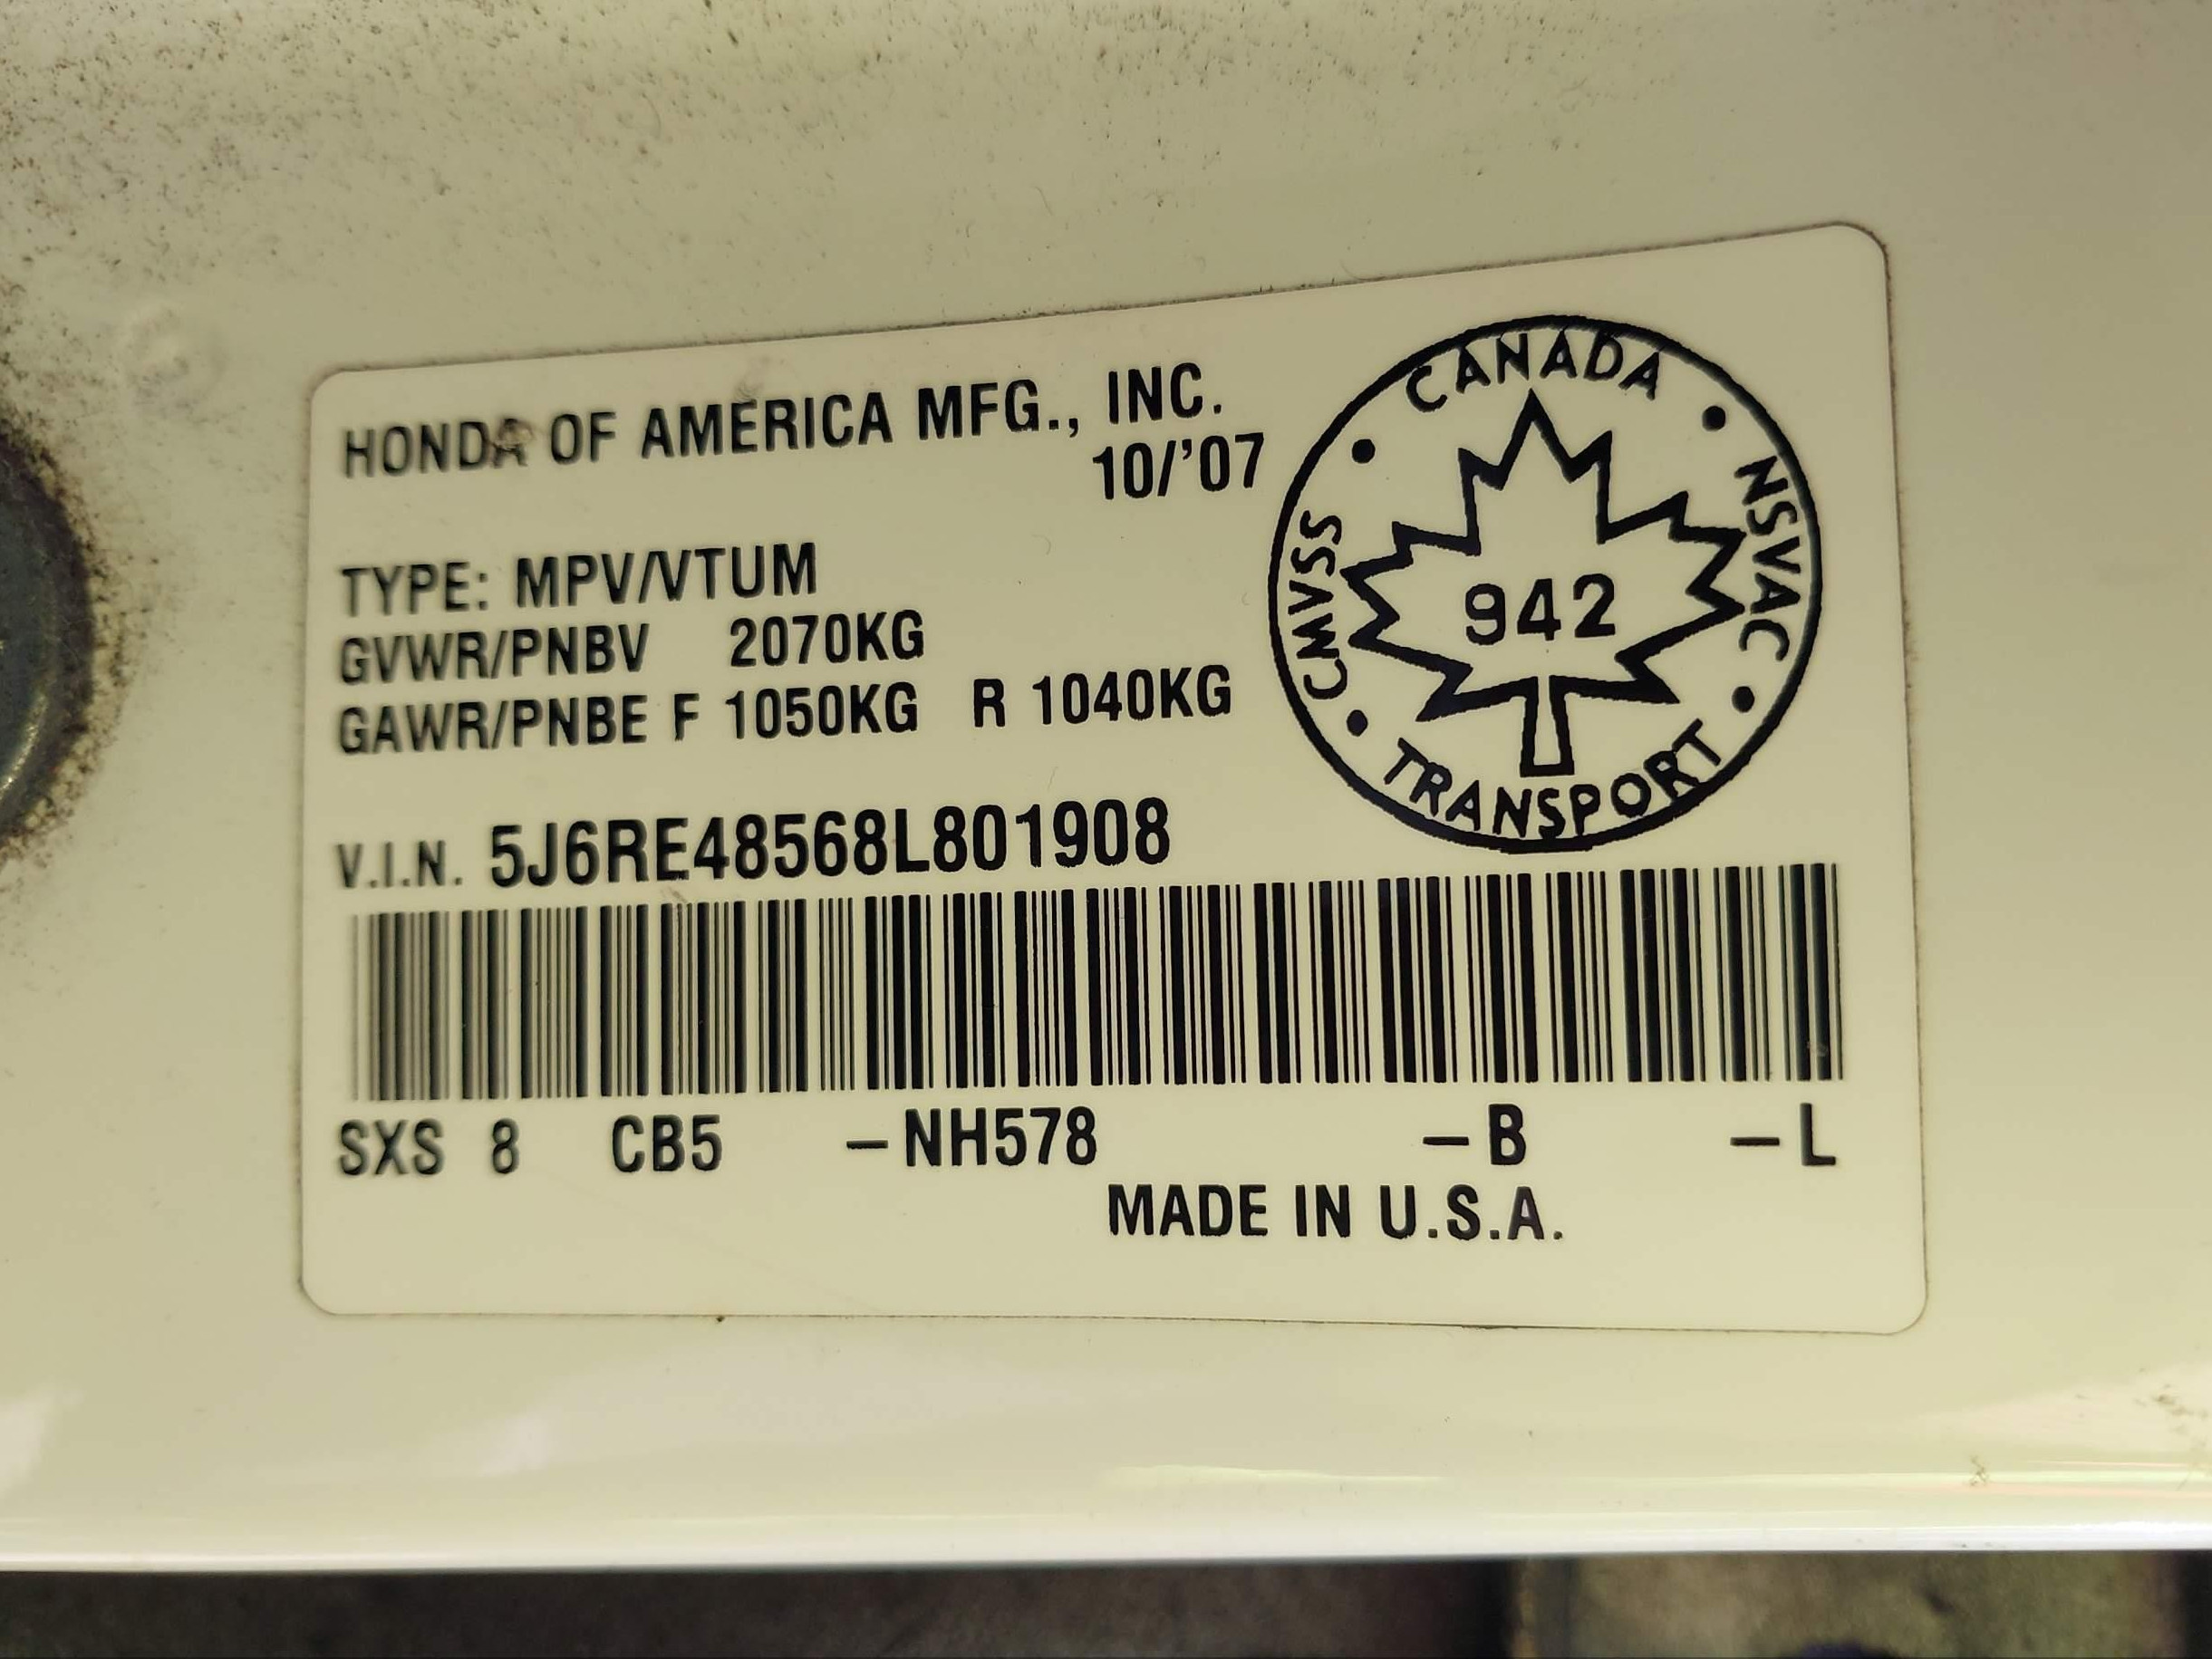 HONDA OF AMERICA MFG., INC.
10/'07
TYPE: MPV/VTUM
GVWR/PNBV 2070KG
GAWR/PNBE F 1050KG R 1040KG
V.I.N. 5J6RE48568L801908
SXS 8 CB5 –NH578 –B –L
MADE IN U.S.A.
CANADA • NSVAC • TRANSPORT • CMVSS •
942